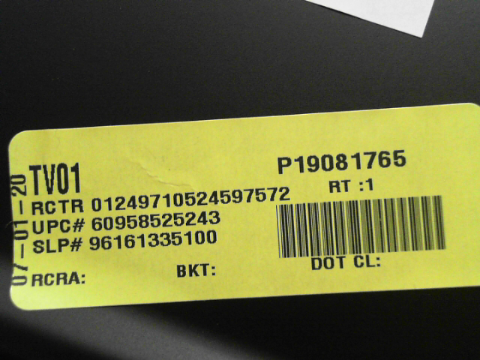 07-01-20
TV01
P19081765
RCTR 01249710524597572
RT :1
UPC# 60958525243
SLP# 96161335100
RCRA:
BKT:
DOT CL: